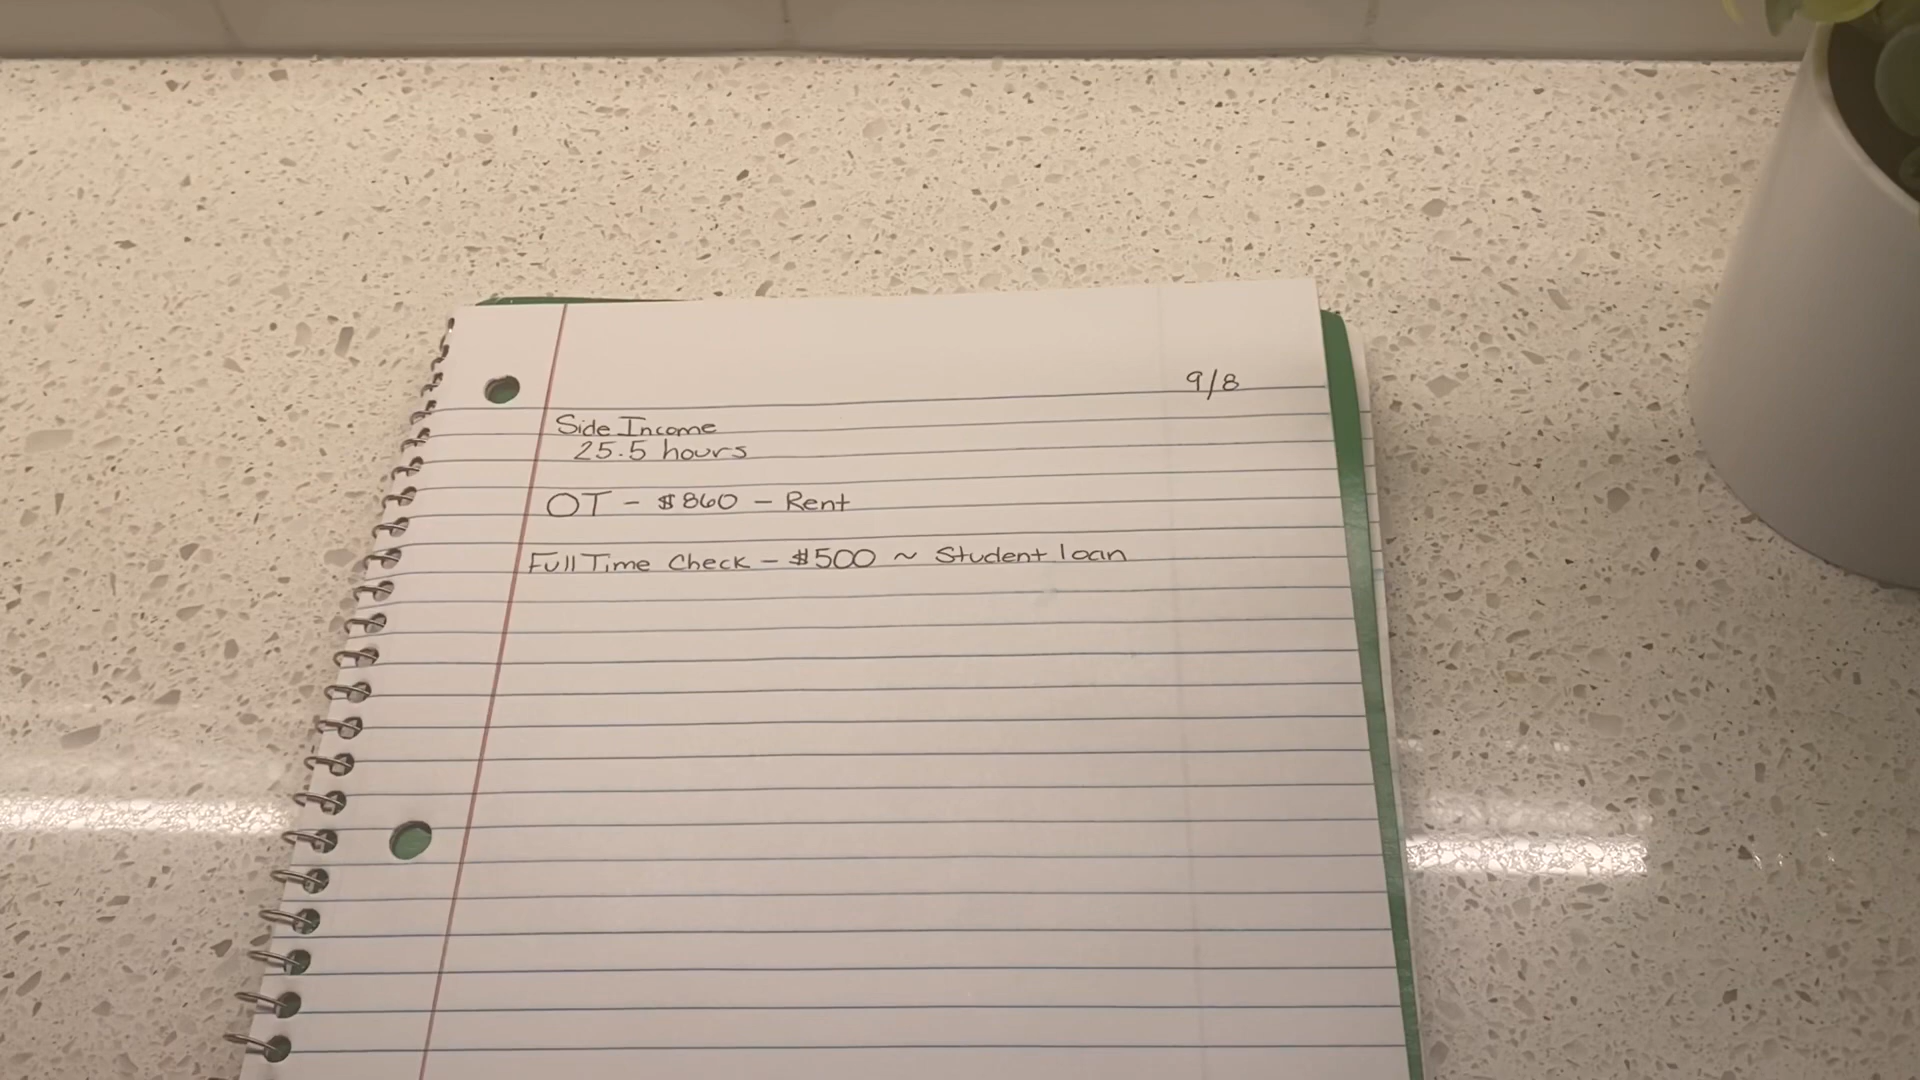 9/8
Side Income
25.5 hours
OT - $860 - Rent
Full Time Check - $500 ~ Student loan